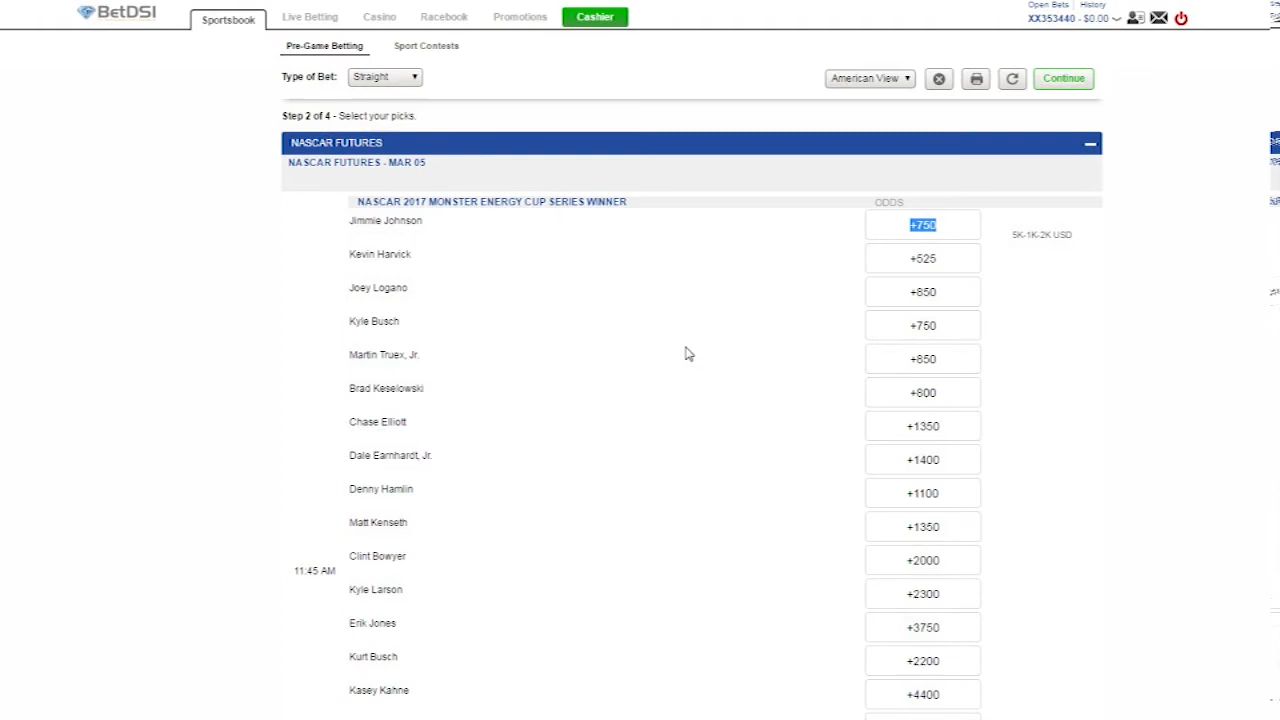 BetDSI
Sportsbook
Live Betting
Casino
Racebook
Promotions
Cashier
Open Bets | History
XX353440 - $0.00
Pre-Game Betting
Sport Contests
Type of Bet: Straight
American View
Continue
Step 2 of 4 - Select your picks.
NASCAR FUTURES
NASCAR FUTURES - MAR 05
NASCAR 2017 MONSTER ENERGY CUP SERIES WINNER ODDS
Jimmie Johnson +750
5K-1K-2K USD
Kevin Harvick +525
Joey Logano +850
Kyle Busch +750
Martin Truex, Jr. +850
Brad Keselowski +800
Chase Elliott +1350
Dale Earnhardt, Jr. +1400
Denny Hamlin +1100
Matt Kenseth +1350
Clint Bowyer +2000
11:45 AM
Kyle Larson +2300
Erik Jones +3750
Kurt Busch +2200
Kasey Kahne +4400